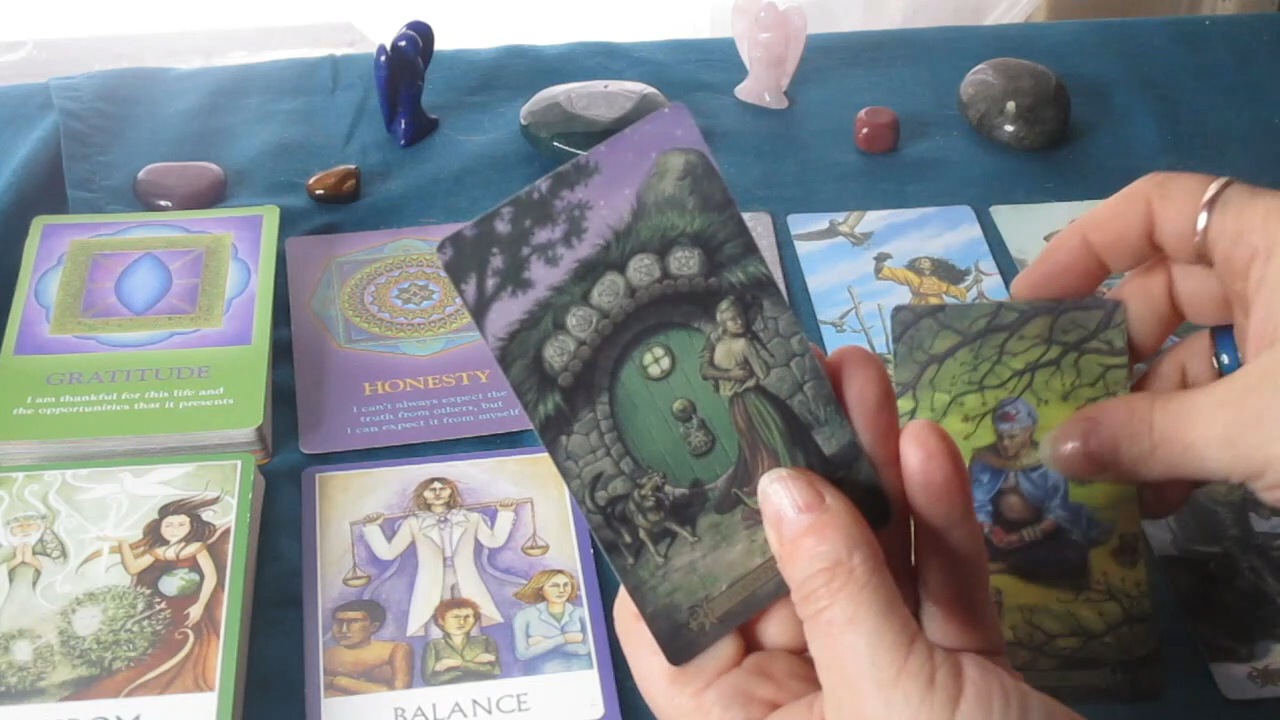 GRATITUDE
I am thankful for this life and
the opportunities that it presents
HONESTY
I can't always expect the
truth from others, but
I can expect it from myself
BALANCE